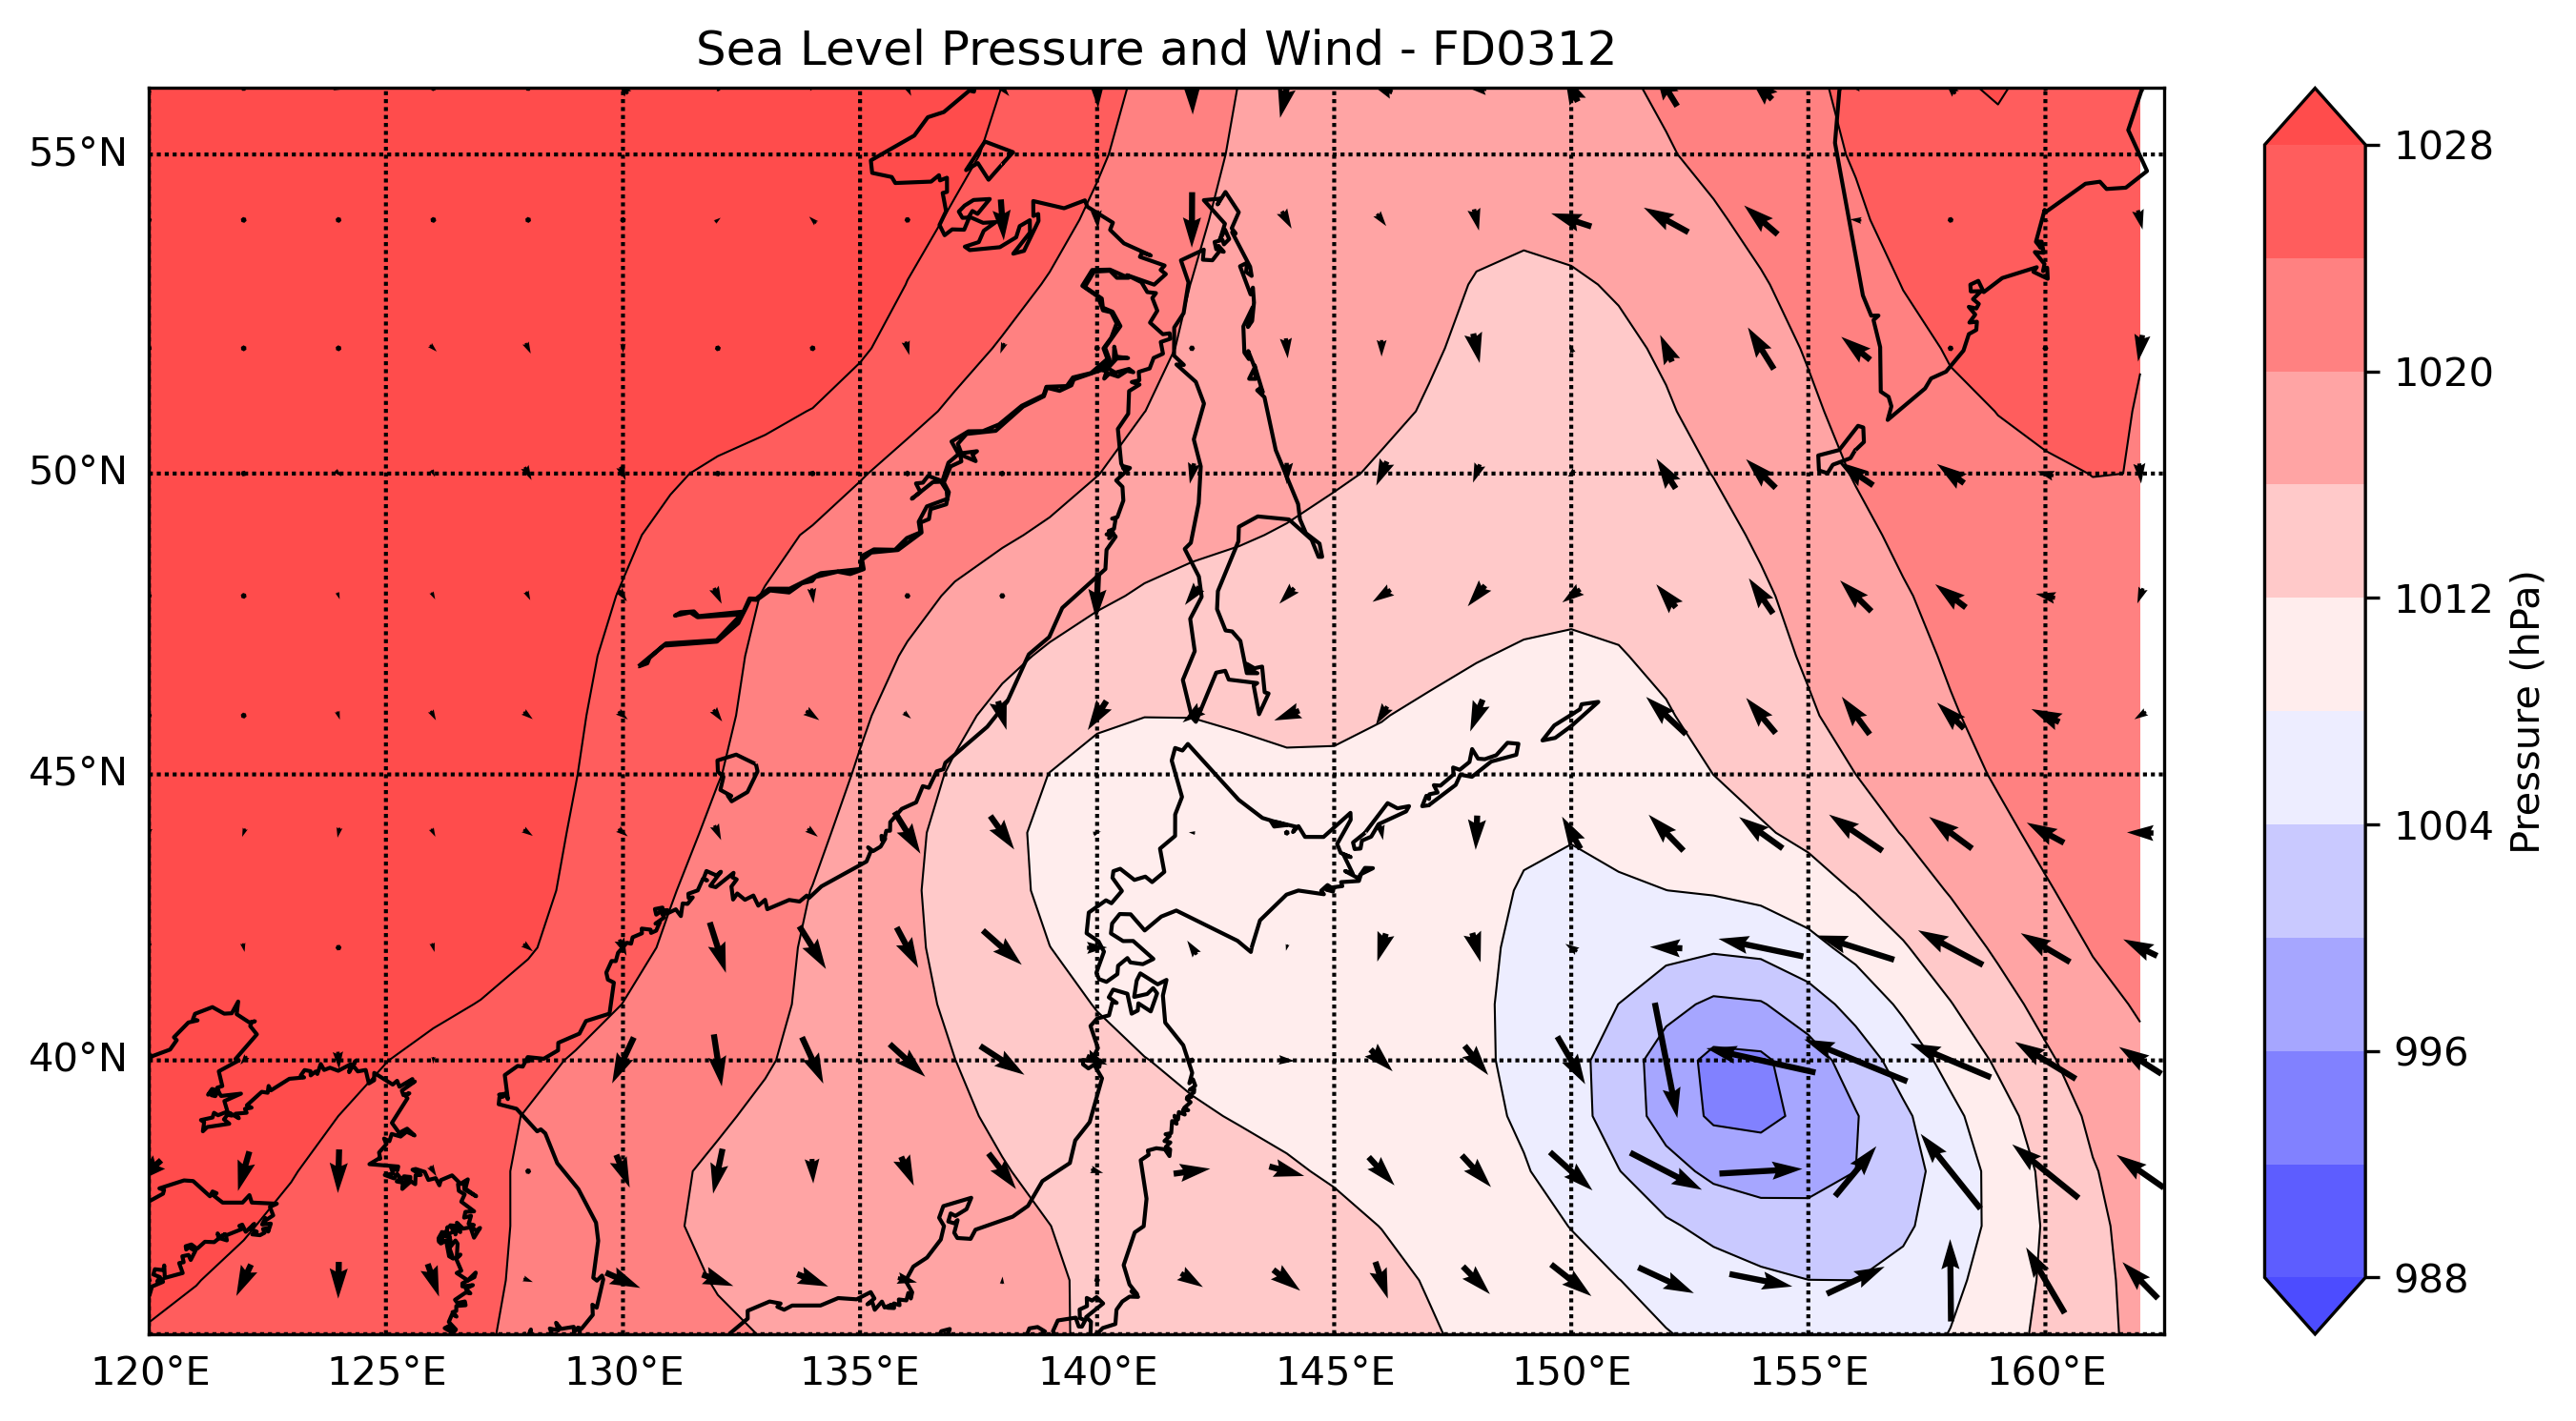 Sea Level Pressure and Wind - FD0312
55°N
50°N
45°N
40°N
120°E 125°E 130°E 135°E 140°E 145°E 150°E 155°E 160°E
1028
1020
1012
1004
996
988
Pressure (hPa)